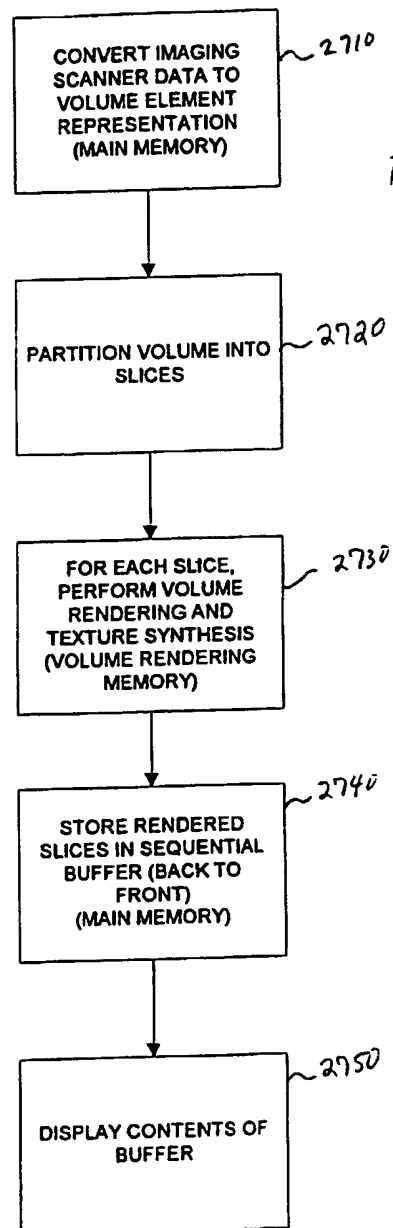 CONVERT IMAGING
SCANNER DATA TO
VOLUME ELEMENT
REPRESENTATION
(MAIN MEMORY)
2710
PARTITION VOLUME INTO
SLICES
2720
FOR EACH SLICE,
PERFORM VOLUME
RENDERING AND
TEXTURE SYNTHESIS
(VOLUME RENDERING
MEMORY)
2730
STORE RENDERED
SLICES IN SEQUENTIAL
BUFFER (BACK TO
FRONT)
(MAIN MEMORY)
2740
DISPLAY CONTENTS OF
BUFFER
2750